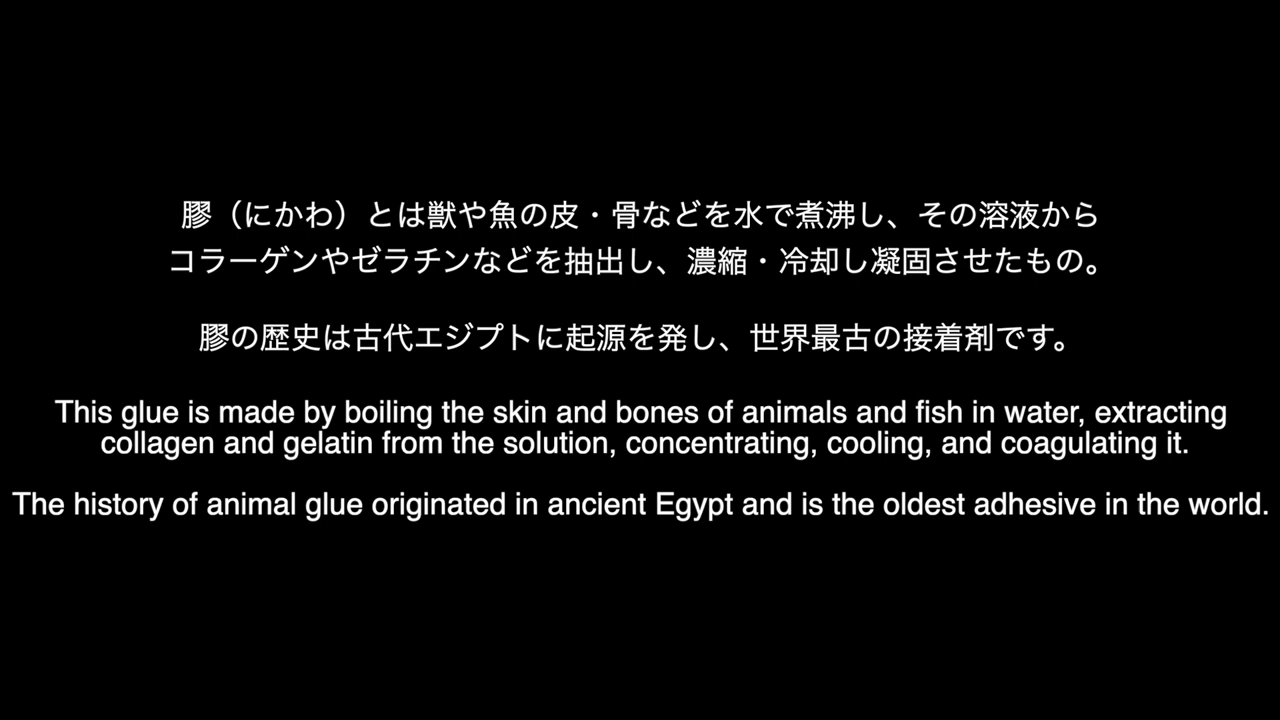 膠（にかわ）とは獣や魚の皮・骨などを水で煮沸し、その溶液から
コラーゲンやゼラチンなどを抽出し、濃縮・冷却し凝固させたもの。
膠の歴史は古代エジプトに起源を発し、世界最古の接着剤です。
This glue is made by boiling the skin and bones of animals and fish in water, extracting
collagen and gelatin from the solution, concentrating, cooling, and coagulating it.
The history of animal glue originated in ancient Egypt and is the oldest adhesive in the world.